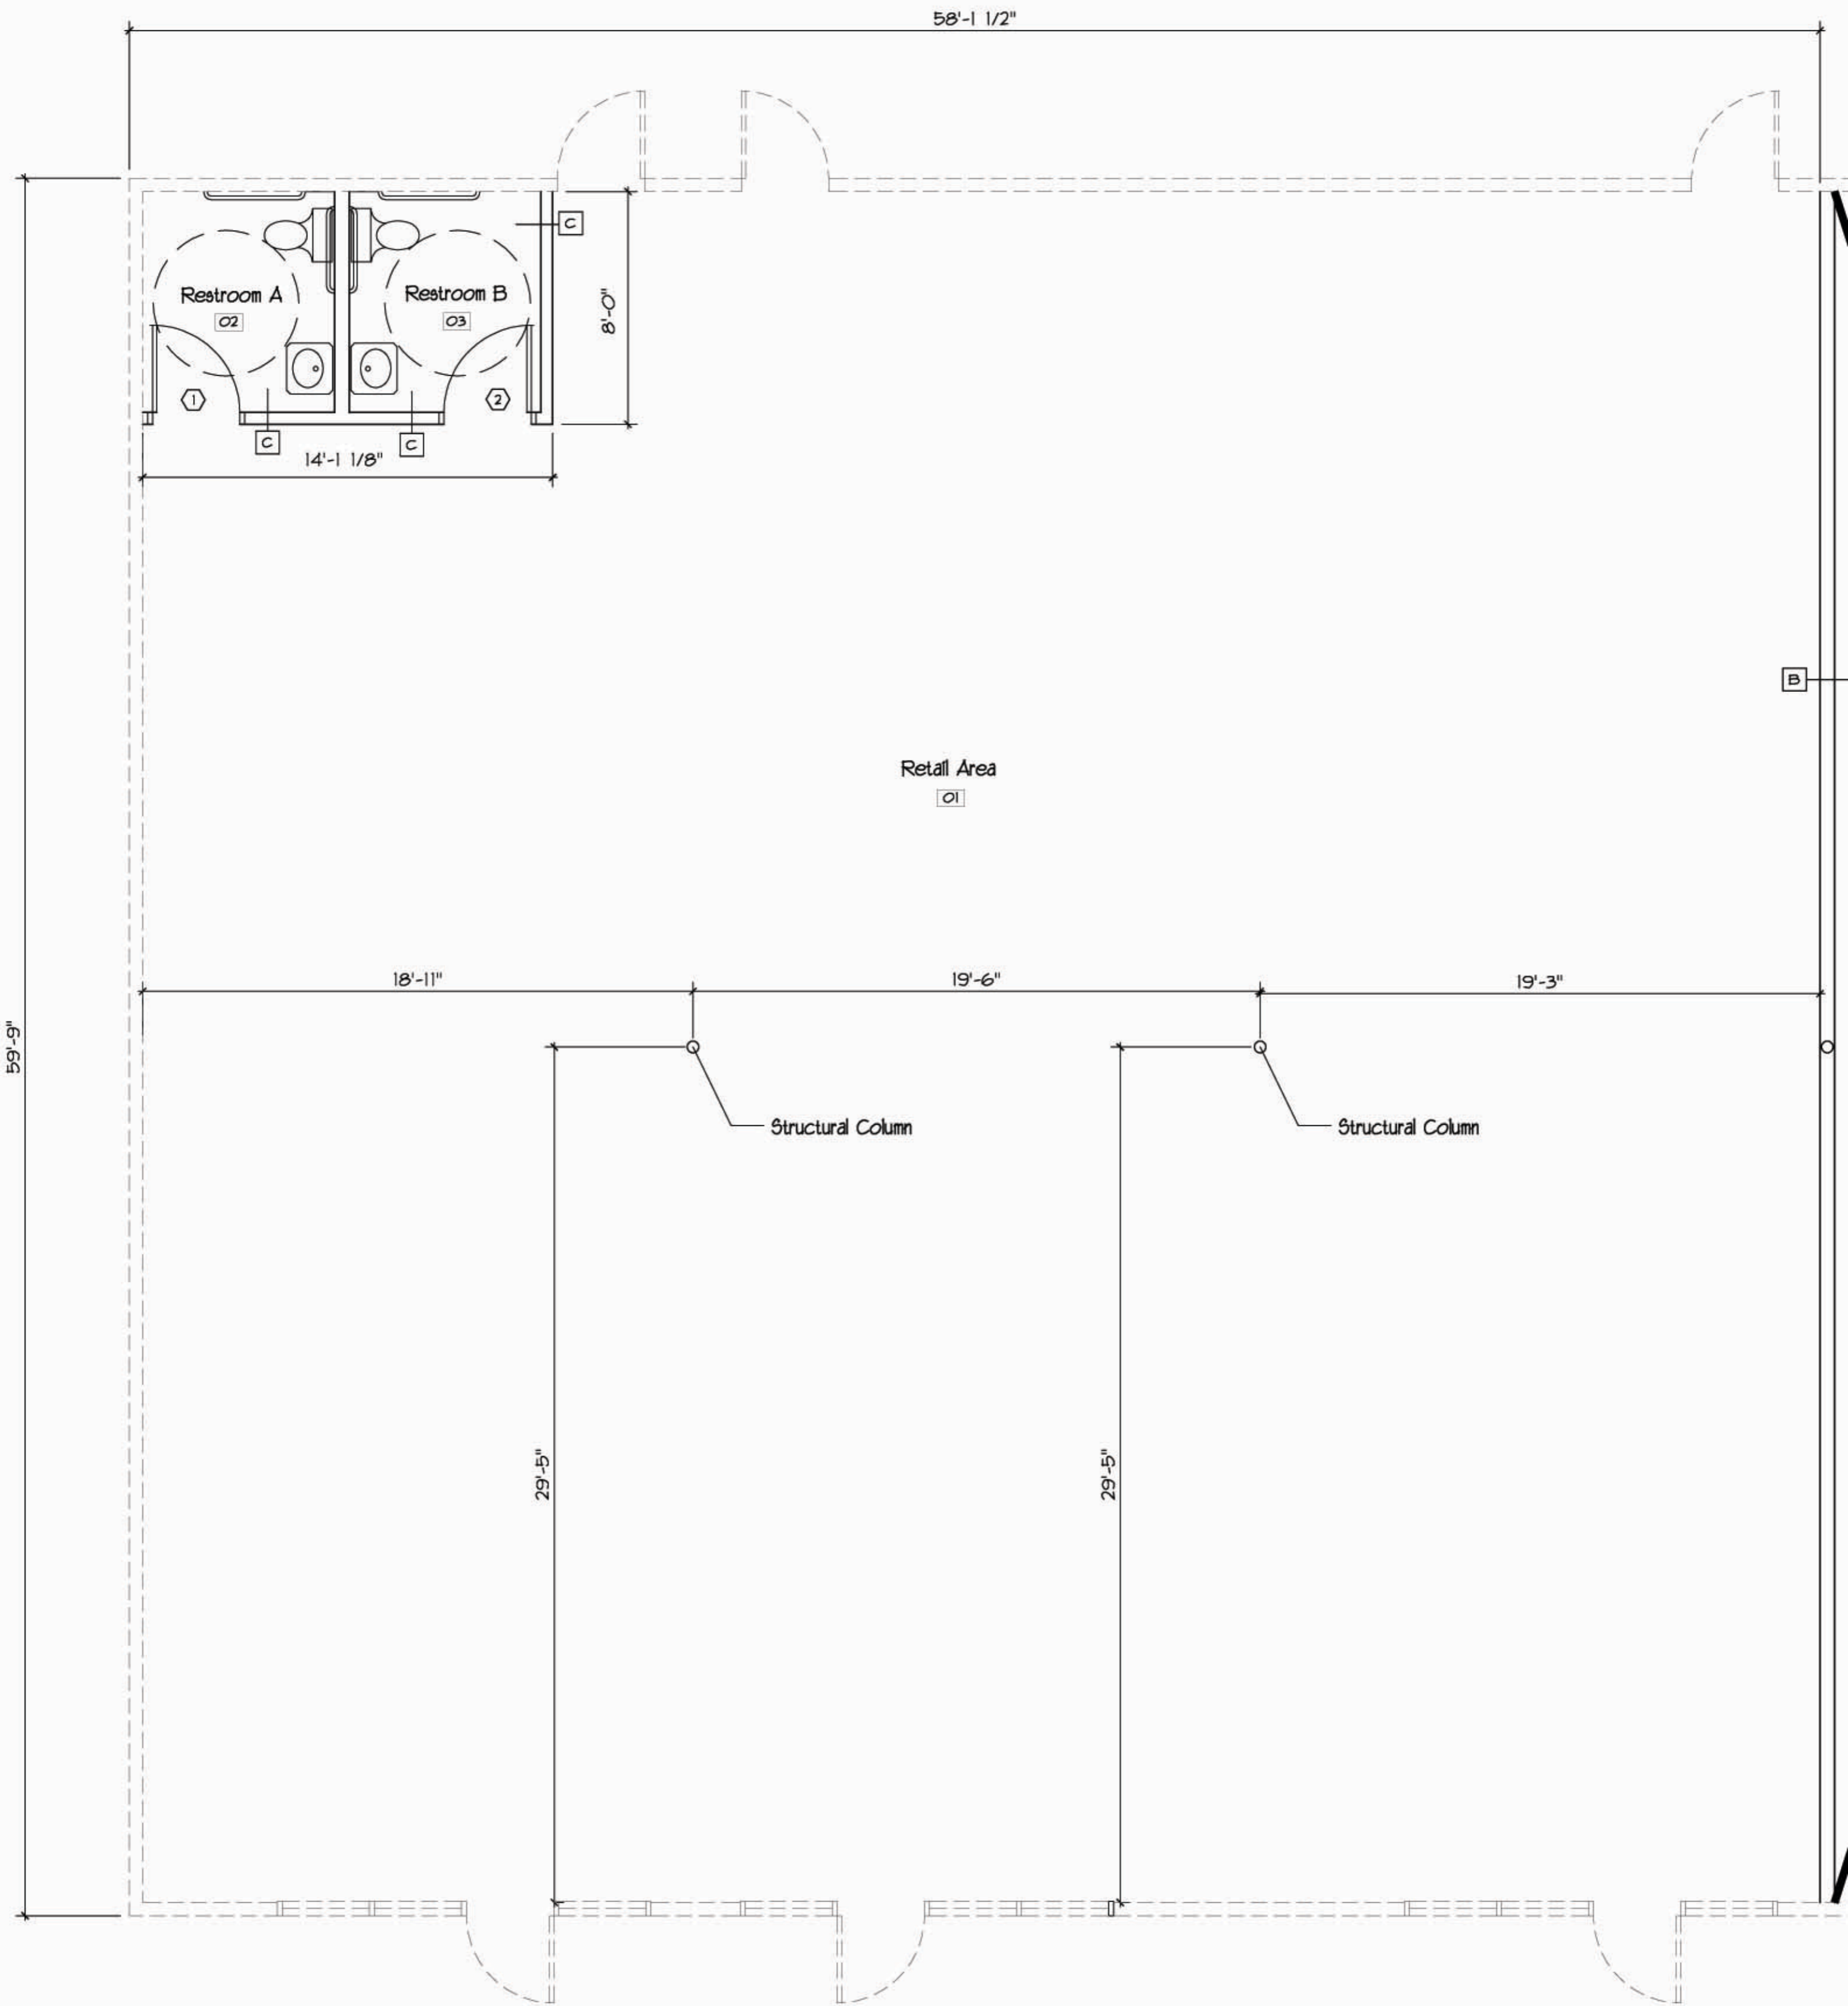 58'-1 1/2"
C
Restroom A
Restroom B
02
03
8'-0"
1
2
C
C
14'-1 1/8"
B
Retail Area
01
18'-11"
19'-6"
19'-3"
59'-9"
Structural Column
Structural Column
29'-5"
29'-5"